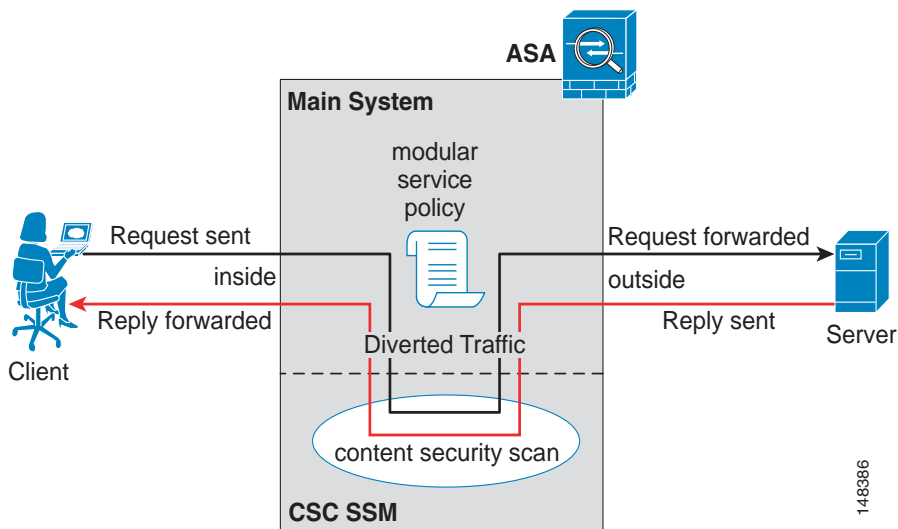 ASA
Main System
modular
service
policy
Request sent
Request forwarded
inside
outside
Reply forwarded
Reply sent
Client
Server
Diverted Traffic
content security scan
CSC SSM
148386